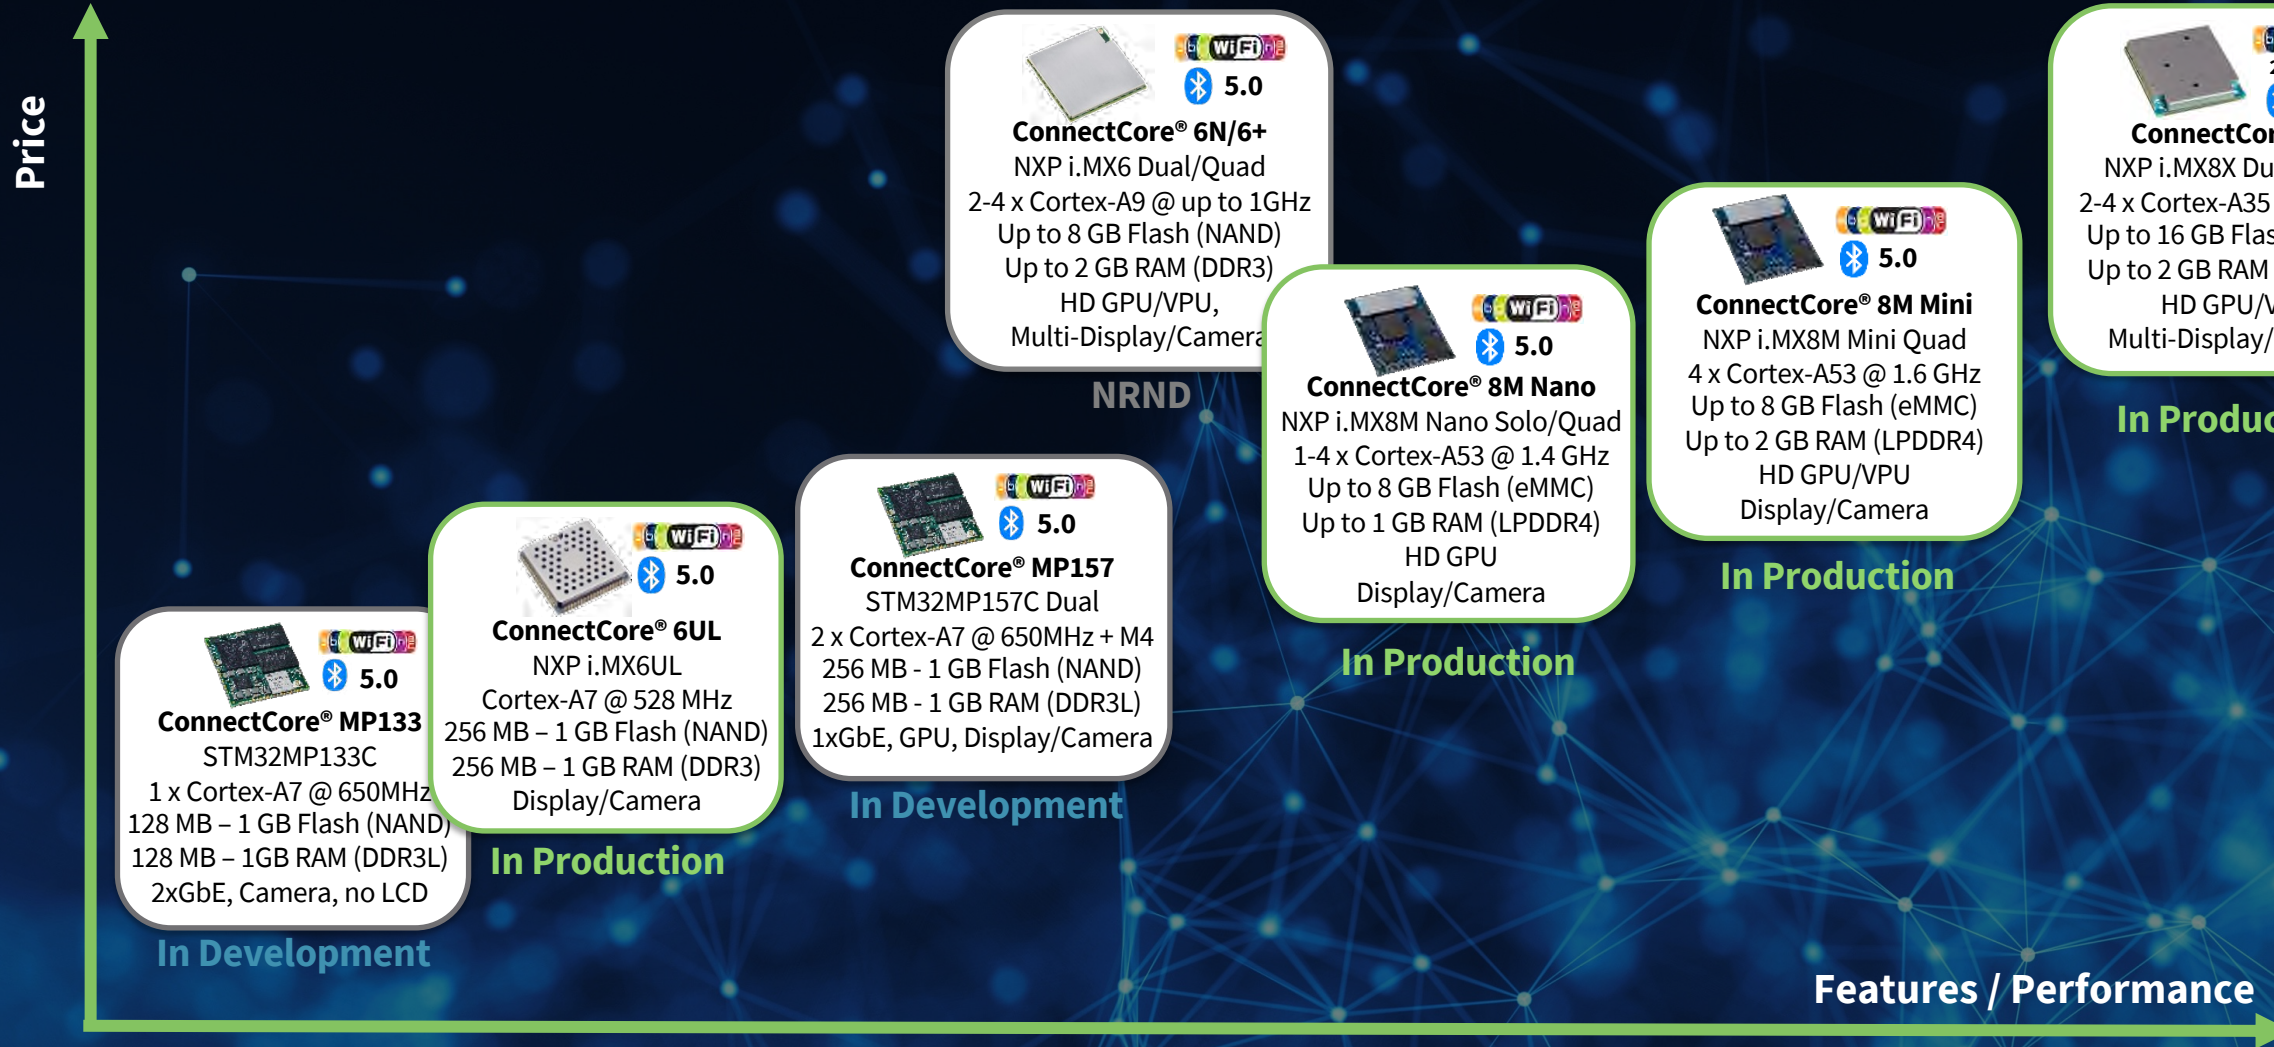 Price
WiFi
5.0
ConnectCore® 6N/6+
NXP i.MX6 Dual/Quad
2-4 x Cortex-A9 @ up to 1GHz
Up to 8 GB Flash (NAND)
Up to 2 GB RAM (DDR3)
HD GPU/VPU,
Multi-Display/Camera
NRND
ConnectCor
NXP i.MX8X Du
2-4 x Cortex-A35
Up to 16 GB Flas
Up to 2 GB RAM
HD GPU/V
Multi-Display/
In Produc
WiFi
5.0
ConnectCore® 8M Mini
NXP i.MX8M Mini Quad
4 x Cortex-A53 @ 1.6 GHz
Up to 8 GB Flash (eMMC)
Up to 2 GB RAM (LPDDR4)
HD GPU/VPU
Display/Camera
In Production
WiFi
5.0
ConnectCore® 8M Nano
NXP i.MX8M Nano Solo/Quad
1-4 x Cortex-A53 @ 1.4 GHz
Up to 8 GB Flash (eMMC)
Up to 1 GB RAM (LPDDR4)
HD GPU
Display/Camera
In Production
WiFi
5.0
ConnectCore® MP157
STM32MP157C Dual
2 x Cortex-A7 @ 650MHz + M4
256 MB - 1 GB Flash (NAND)
256 MB - 1 GB RAM (DDR3L)
1xGbE, GPU, Display/Camera
In Development
WiFi
5.0
ConnectCore® 6UL
NXP i.MX6UL
Cortex-A7 @ 528 MHz
256 MB – 1 GB Flash (NAND)
256 MB – 1 GB RAM (DDR3)
Display/Camera
In Production
WiFi
5.0
ConnectCore® MP133
STM32MP133C
1 x Cortex-A7 @ 650MHz
128 MB – 1 GB Flash (NAND)
128 MB – 1GB RAM (DDR3L)
2xGbE, Camera, no LCD
In Development
Features / Performance